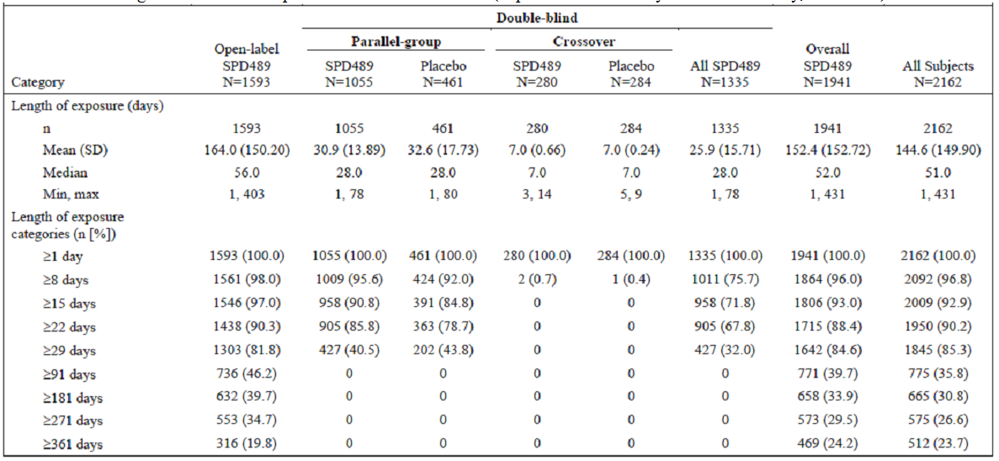 Double-blind
Parallel-group Crossover
Open-label Overall
SPD489 SPD489 Placebo SPD489 Placebo All SPD489 SPD489 All Subjects
Category N=1593 N=1055 N=461 N=280 N=284 N=1335 N=1941 N=2162
Length of exposure (days)
n 1593 1055 461 280 284 1335 1941 2162
Mean (SD) 164.0 (150.20) 30.9 (13.89) 32.6 (17.73) 7.0 (0.66) 7.0 (0.24) 25.9 (15.71) 152.4 (152.72) 144.6 (149.90)
Median 56.0 28.0 28.0 7.0 7.0 28.0 52.0 51.0
Min, max 1, 403 1, 78 1, 80 3, 14 5, 9 1, 78 1, 431 1, 431
Length of exposure
categories (n [%])
≥1 day 1593 (100.0) 1055 (100.0) 461 (100.0) 280 (100.0) 284 (100.0) 1335 (100.0) 1941 (100.0) 2162 (100.0)
≥8 days 1561 (98.0) 1009 (95.6) 424 (92.0) 2 (0.7) 1 (0.4) 1011 (75.7) 1864 (96.0) 2092 (96.8)
≥15 days 1546 (97.0) 958 (90.8) 391 (84.8) 0 0 958 (71.8) 1806 (93.0) 2009 (92.9)
≥22 days 1438 (90.3) 905 (85.8) 363 (78.7) 0 0 905 (67.8) 1715 (88.4) 1950 (90.2)
≥29 days 1303 (81.8) 427 (40.5) 202 (43.8) 0 0 427 (32.0) 1642 (84.6) 1845 (85.3)
≥91 days 736 (46.2) 0 0 0 0 0 771 (39.7) 775 (35.8)
≥181 days 632 (39.7) 0 0 0 0 0 658 (33.9) 665 (30.8)
≥271 days 553 (34.7) 0 0 0 0 0 573 (29.5) 575 (26.6)
≥361 days 316 (19.8) 0 0 0 0 0 469 (24.2) 512 (23.7)